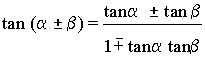 tan (α ± β) = tanα ± tan β / 1 ∓ tanα tanβ